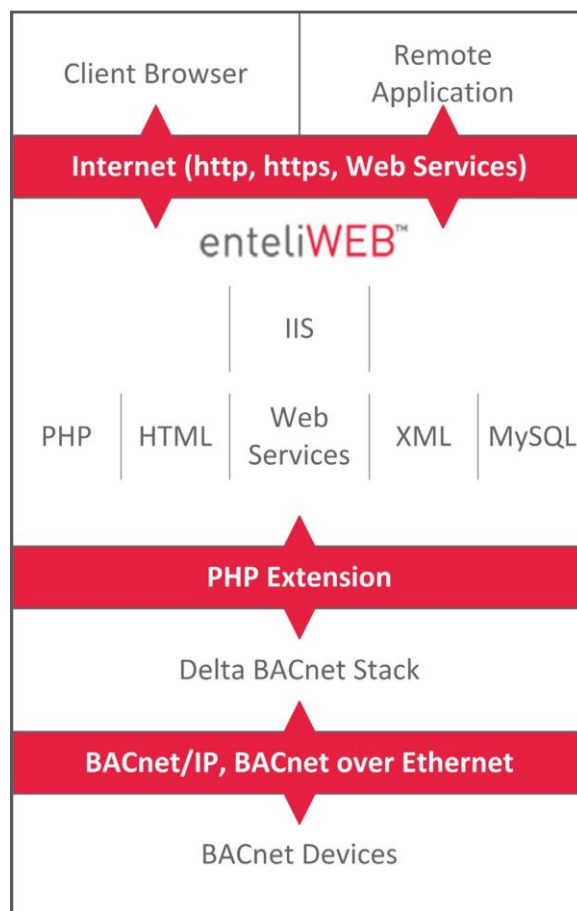 Client Browser
Remote
Application
Internet (http, https, Web Services)
enteliWEB™
IIS
PHP
HTML
Web
Services
XML
MySQL
PHP Extension
Delta BACnet Stack
BACnet/IP, BACnet over Ethernet
BACnet Devices